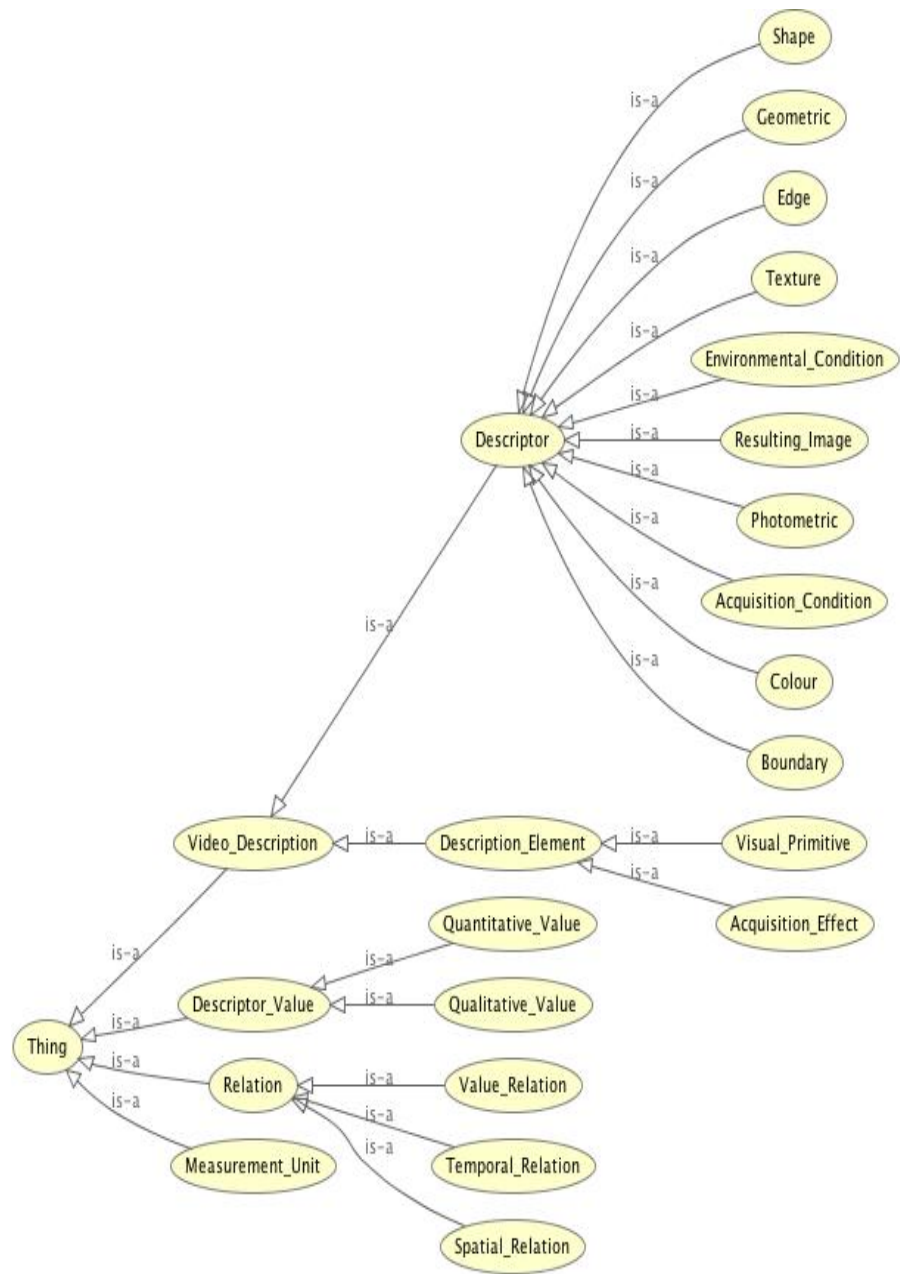 Shape
is-a
Geometric
is-a
Edge
is-a
Texture
is-a
Environmental_Condition
is-a
Descriptor
is-a
Resulting_Image
is-a
Photometric
is-a
Acquisition_Condition
is-a
is-a
Colour
is-a
Boundary
Video_Description
is-a
Description_Element
is-a
Visual_Primitive
is-a
Acquisition_Effect
Quantitative_Value
is-a
is-a
Descriptor_Value
is-a
Qualitative_Value
is-a
Thing
is-a
Relation
is-a
Value_Relation
is-a
is-a
Measurement_Unit
is-a
Temporal_Relation
is-a
Spatial_Relation